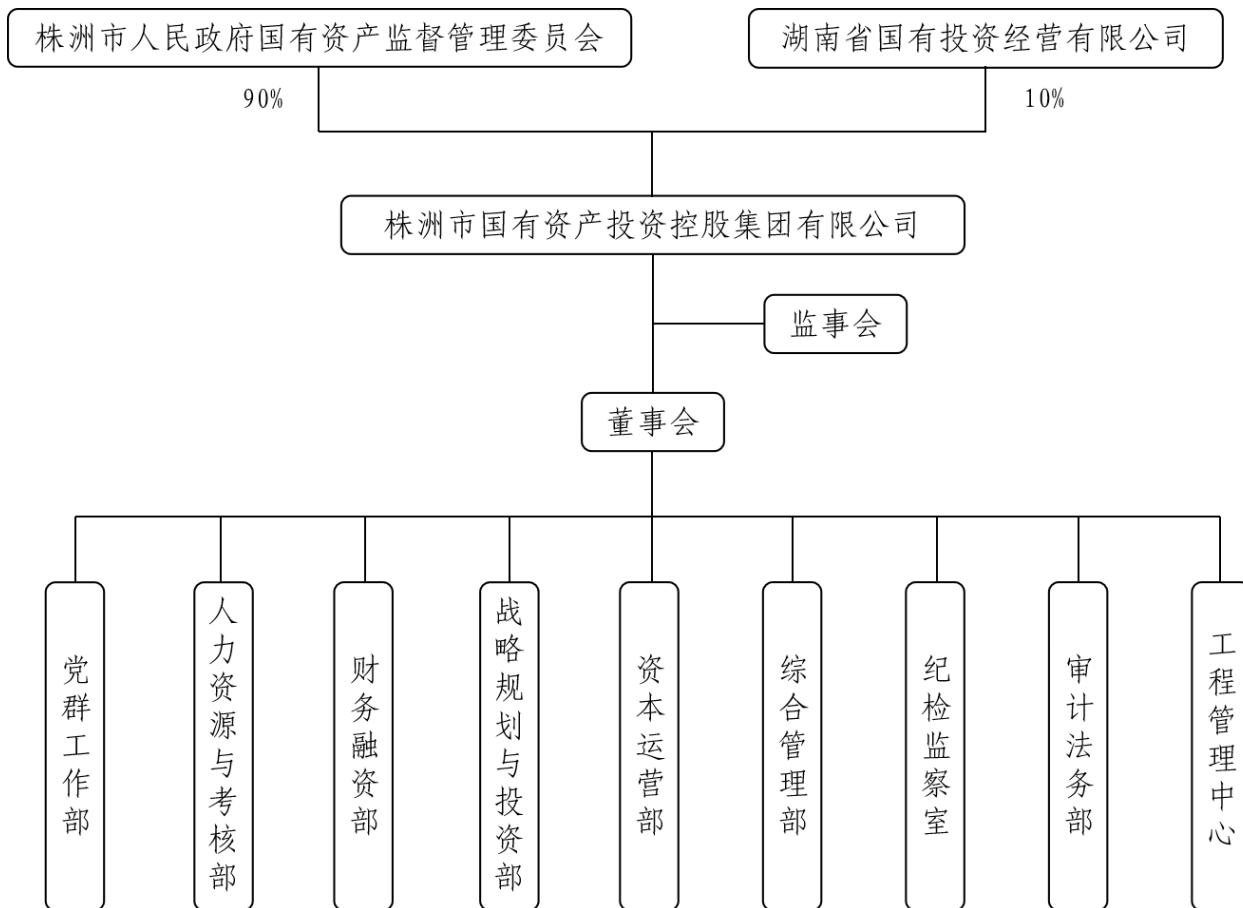 株洲市人民政府国有资产监督管理委员会
湖南省国有投资经营有限公司
90%
10%
株洲市国有资产投资控股集团有限公司
监事会
董事会
党群工作部
人力资源与考核部
财务融资部
战略规划与投资部
资本运营部
综合管理部
纪检监察室
审计法务部
工程管理中心